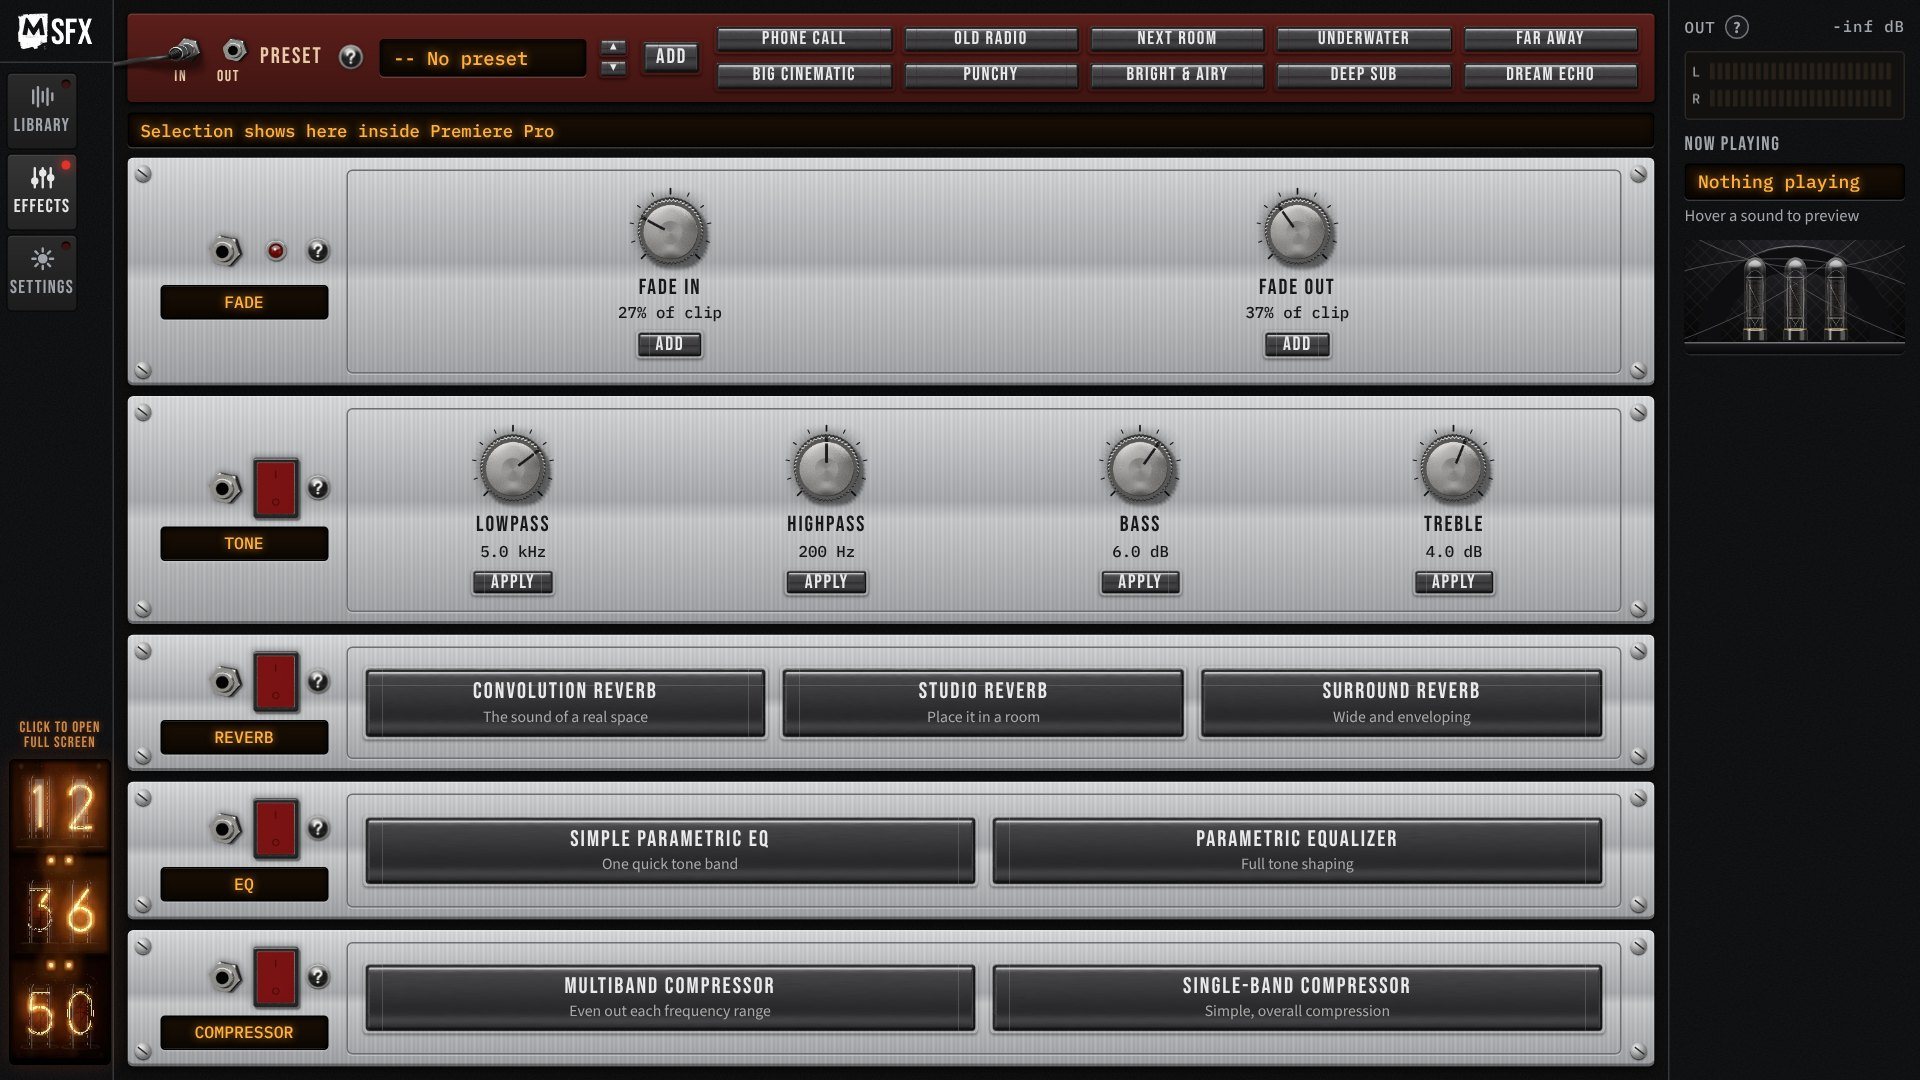 MSFX
LIBRARY
EFFECTS
SETTINGS
CLICK TO OPEN
FULL SCREEN
12
36
50
IN
OUT
PRESET
?
-- No preset
ADD
PHONE CALL
OLD RADIO
NEXT ROOM
UNDERWATER
FAR AWAY
BIG CINEMATIC
PUNCHY
BRIGHT & AIRY
DEEP SUB
DREAM ECHO
Selection shows here inside Premiere Pro
?
FADE
FADE IN
27% of clip
ADD
FADE OUT
37% of clip
ADD
?
TONE
LOWPASS
5.0 kHz
APPLY
HIGHPASS
200 Hz
APPLY
BASS
6.0 dB
APPLY
TREBLE
4.0 dB
APPLY
?
REVERB
CONVOLUTION REVERB
The sound of a real space
STUDIO REVERB
Place it in a room
SURROUND REVERB
Wide and enveloping
?
EQ
SIMPLE PARAMETRIC EQ
One quick tone band
PARAMETRIC EQUALIZER
Full tone shaping
?
COMPRESSOR
MULTIBAND COMPRESSOR
Even out each frequency range
SINGLE-BAND COMPRESSOR
Simple, overall compression
OUT ? -inf dB
L
R
NOW PLAYING
Nothing playing
Hover a sound to preview